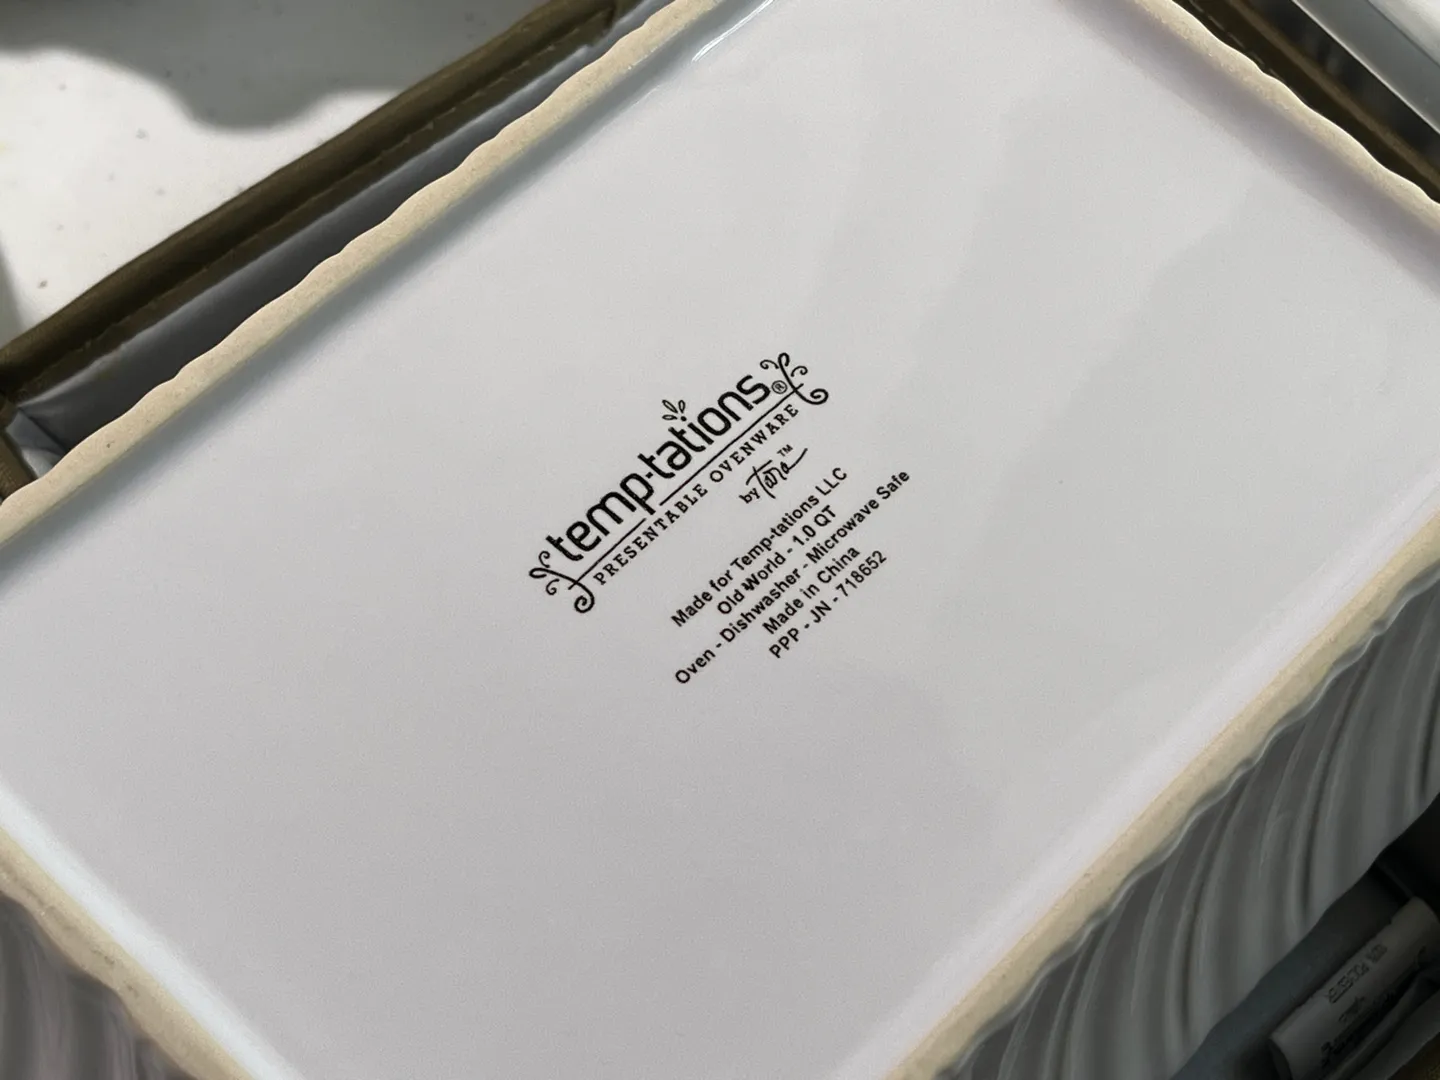 temp-tations®
PRESENTABLE OVENWARE
by Tara™
Made for Temp-tations LLC
Old World - 1.0 QT
Oven - Dishwasher - Microwave Safe
Made in China
PPP - JN - 718652